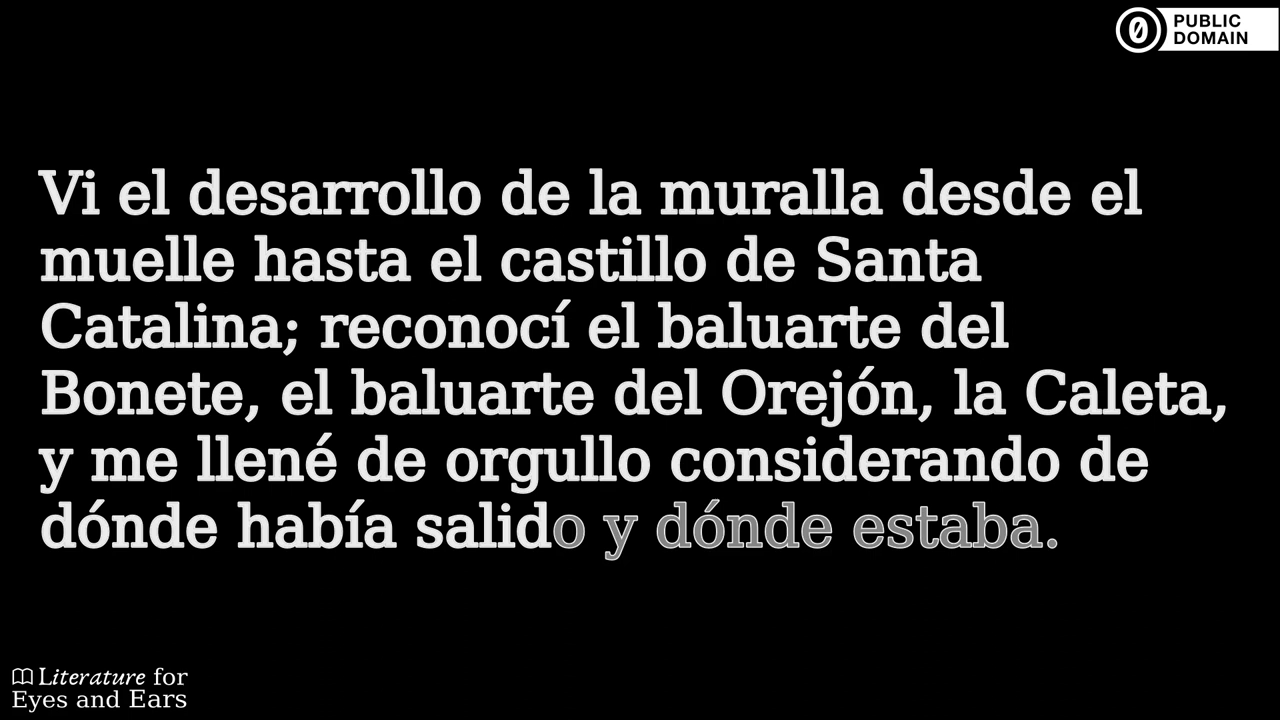 PUBLIC
DOMAIN
Vi el desarrollo de la muralla desde el
muelle hasta el castillo de Santa
Catalina; reconocí el baluarte del
Bonete, el baluarte del Orejón, la Caleta,
y me llené de orgullo considerando de
dónde había salido y dónde estaba.
Literature for
Eyes and Ears